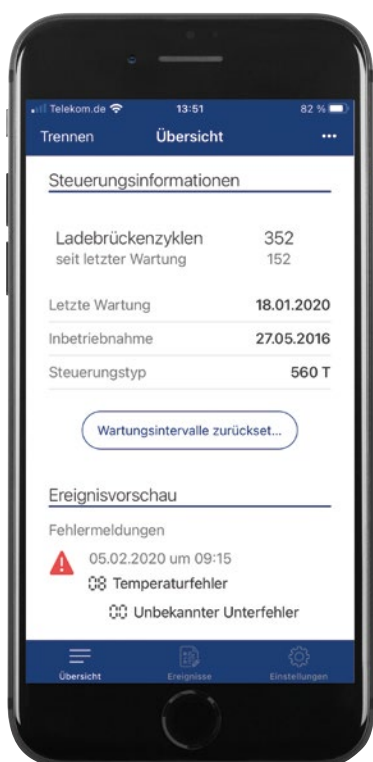 Telekom.de 13:51 82 %
Trennen Übersicht ...
Steuerungsinformationen
Ladebrückenzyklen 352
seit letzter Wartung 152
Letzte Wartung 18.01.2020
Inbetriebnahme 27.05.2016
Steuerungstyp 560 T
Wartungsintervalle zurückset...
Ereignisvorschau
Fehlermeldungen
05.02.2020 um 09:15
08 Temperaturfehler
00 Unbekannter Unterfehler
Übersicht Ereignisse Einstellungen